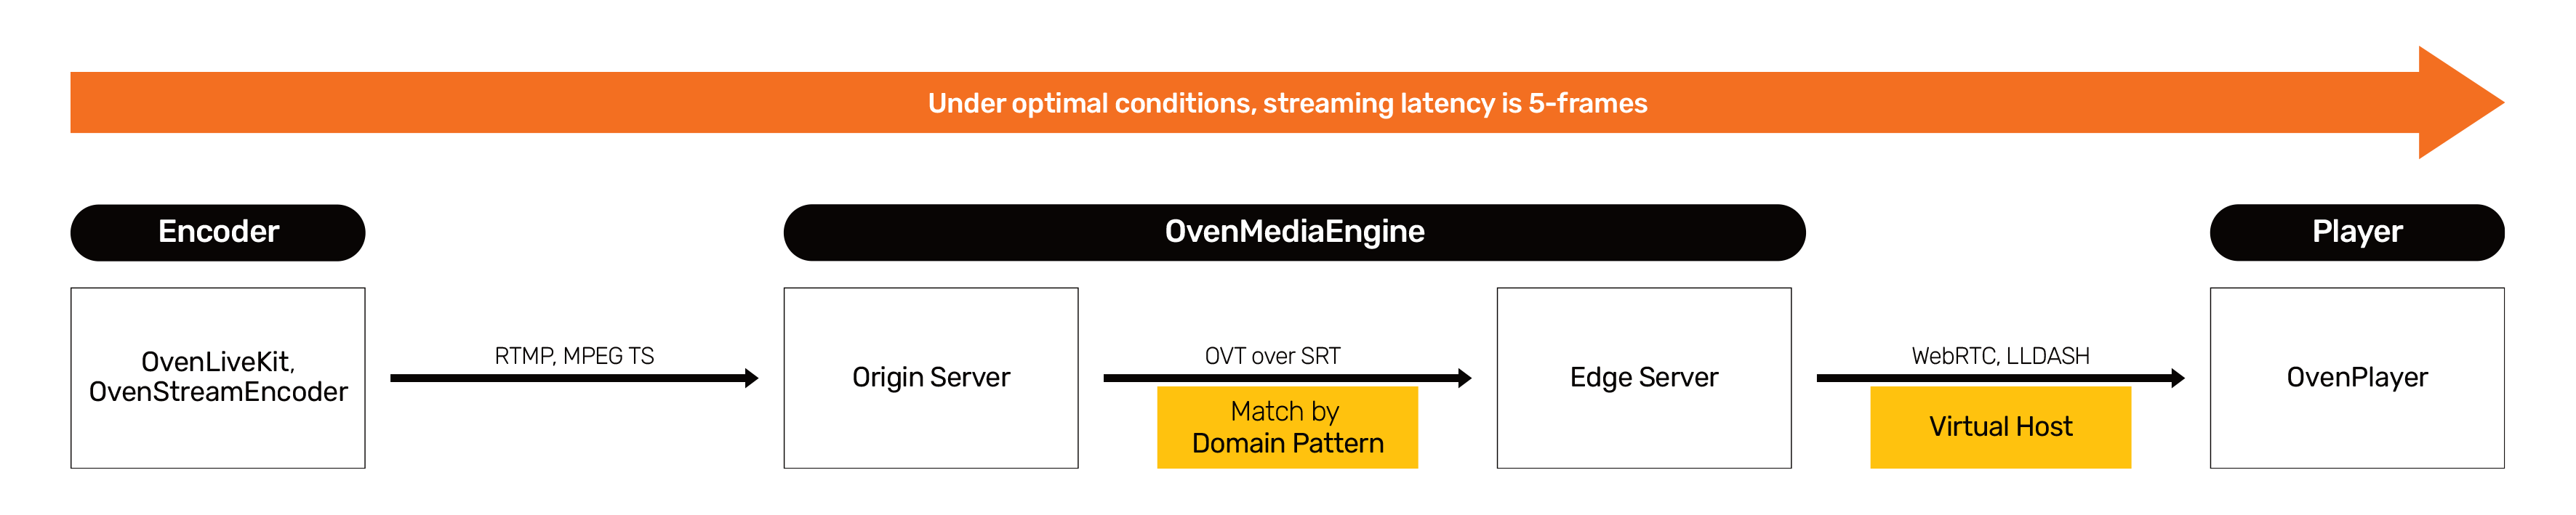 Under optimal conditions, streaming latency is 5-frames
Encoder
OvenMediaEngine
Player
OvenLiveKit,
OvenStreamEncoder
RTMP, MPEG TS
Origin Server
OVT over SRT
Match by
Domain Pattern
Edge Server
WebRTC, LLDASH
Virtual Host
OvenPlayer